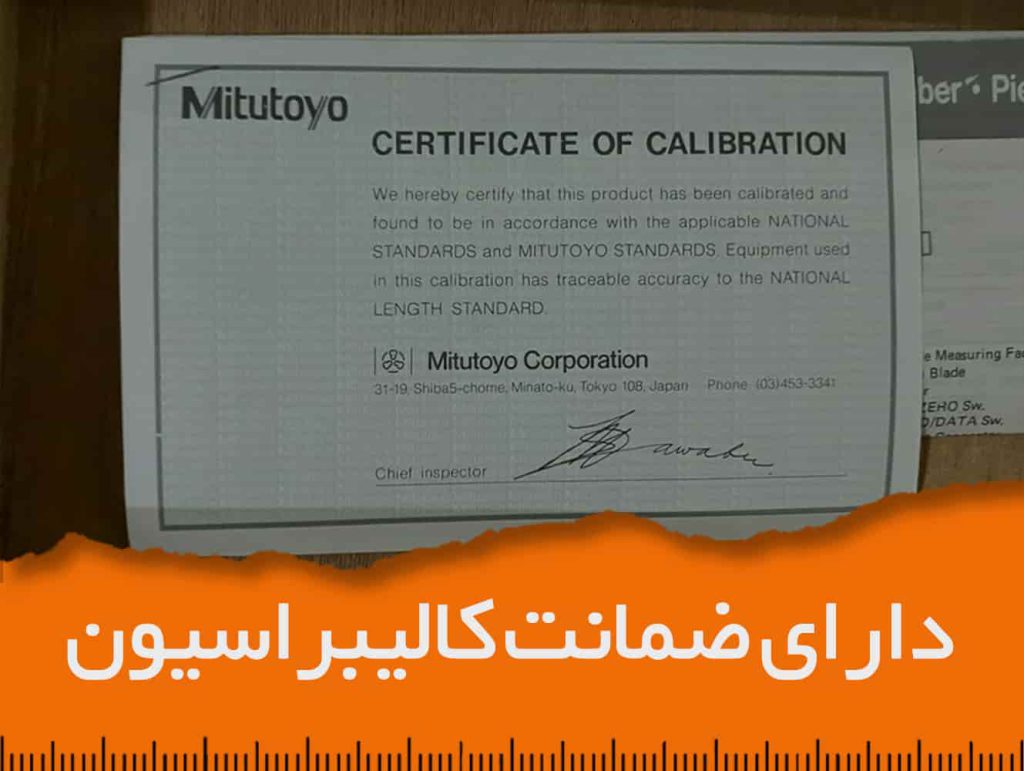 Mitutoyo
CERTIFICATE OF CALIBRATION
We hereby certify that this product has been calibrated and
found to be in accordance with the applicable NATIONAL
STANDARDS and MITUTOYO STANDARDS. Equipment used
in this calibration has traceable accuracy to the NATIONAL
LENGTH STANDARD.
Mitutoyo Corporation
31-19, Shiba5-chome, Minato-ku, Tokyo 108, Japan Phone (03)453-3341
Chief inspector
Measuring
Blade
Sw.
/DATA Sw.
دارای ضمانت کالیبراسیون